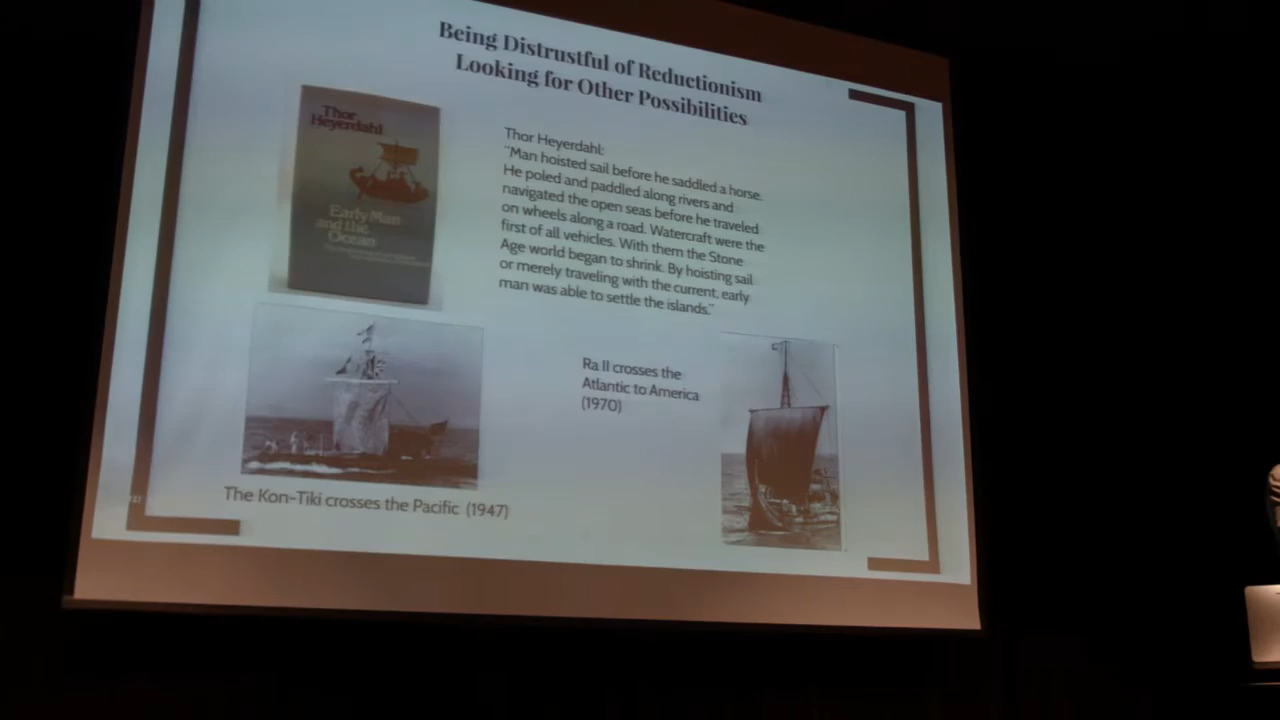 Being Distrustful of Reductionism
Looking for Other Possibilities
Thor
Heyerdahl
Early Man
and the
Ocean
Thor Heyerdahl:
"Man hoisted sail before he saddled a horse.
He poled and paddled along rivers and
navigated the open seas before he traveled
on wheels along a road. Watercraft were the
first of all vehicles. With them the Stone
Age world began to shrink. By hoisting sail
or merely traveling with the current, early
man was able to settle the islands."
Ra II crosses the
Atlantic to America
(1970)
The Kon-Tiki crosses the Pacific (1947)